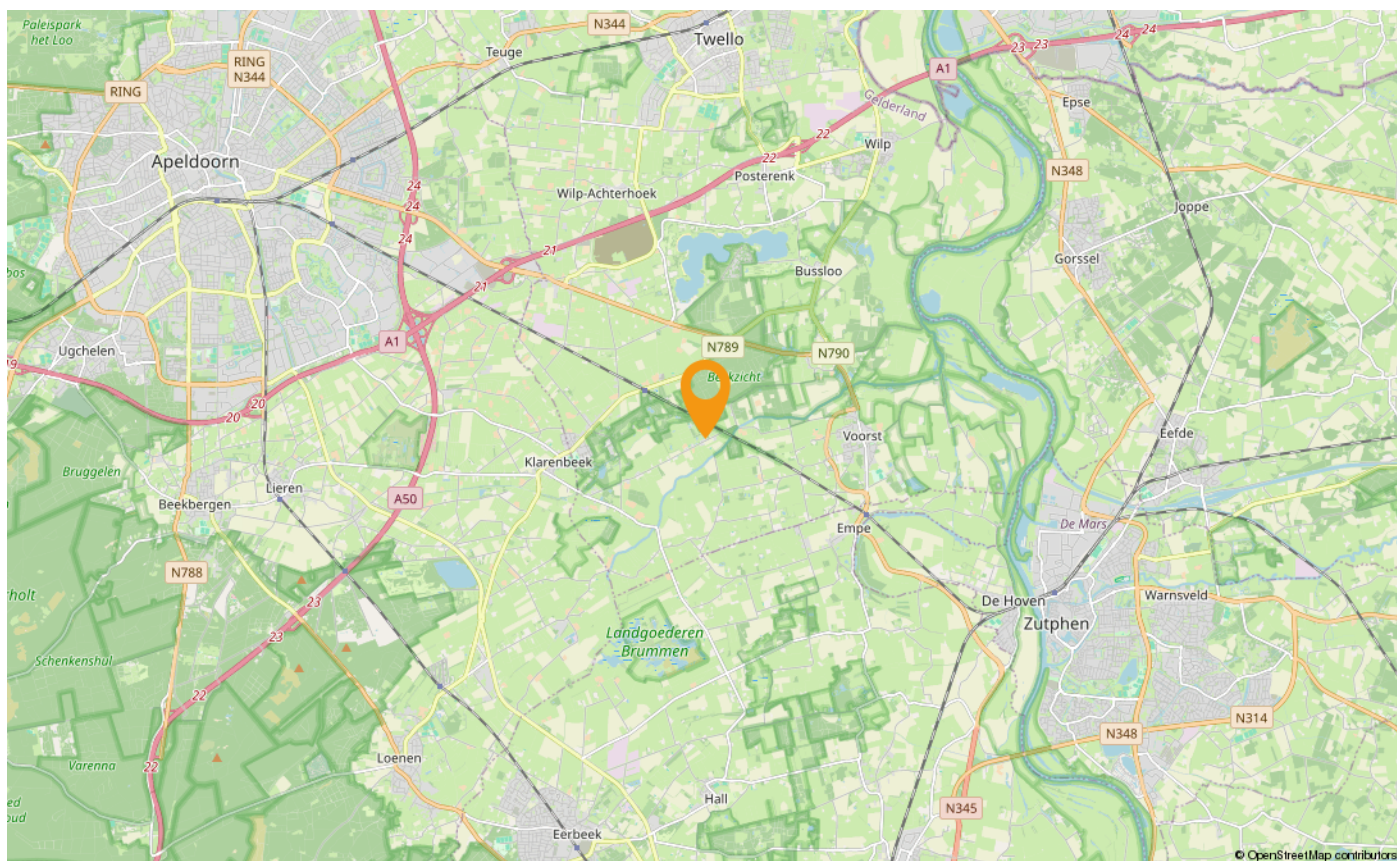 Paleispark
het Loo
N344
Twello
Teuge
RING
N344
RING
A1
23
23
24
24
Epse
Gelderland
22
Wilp
22
Posterenk
N348
Apeldoorn
24
24
24
Wilp-Achterhoek
Joppe
21
Bussloo
Gorssel
21
A1
Ugchelen
19
N789
N790
20
20
Voorst
Eefde
Klarenbeek
Bruggelen
Lieren
Beekbergen
A50
Empe
De Mars
N788
23
23
De Hoven
Zutphen
Warnsveld
Landgoederen
Brummen
Schenkenshul
22
N314
N348
Varenna
22
Loenen
Hall
N345
Eerbeek
© OpenStreetMap contributors